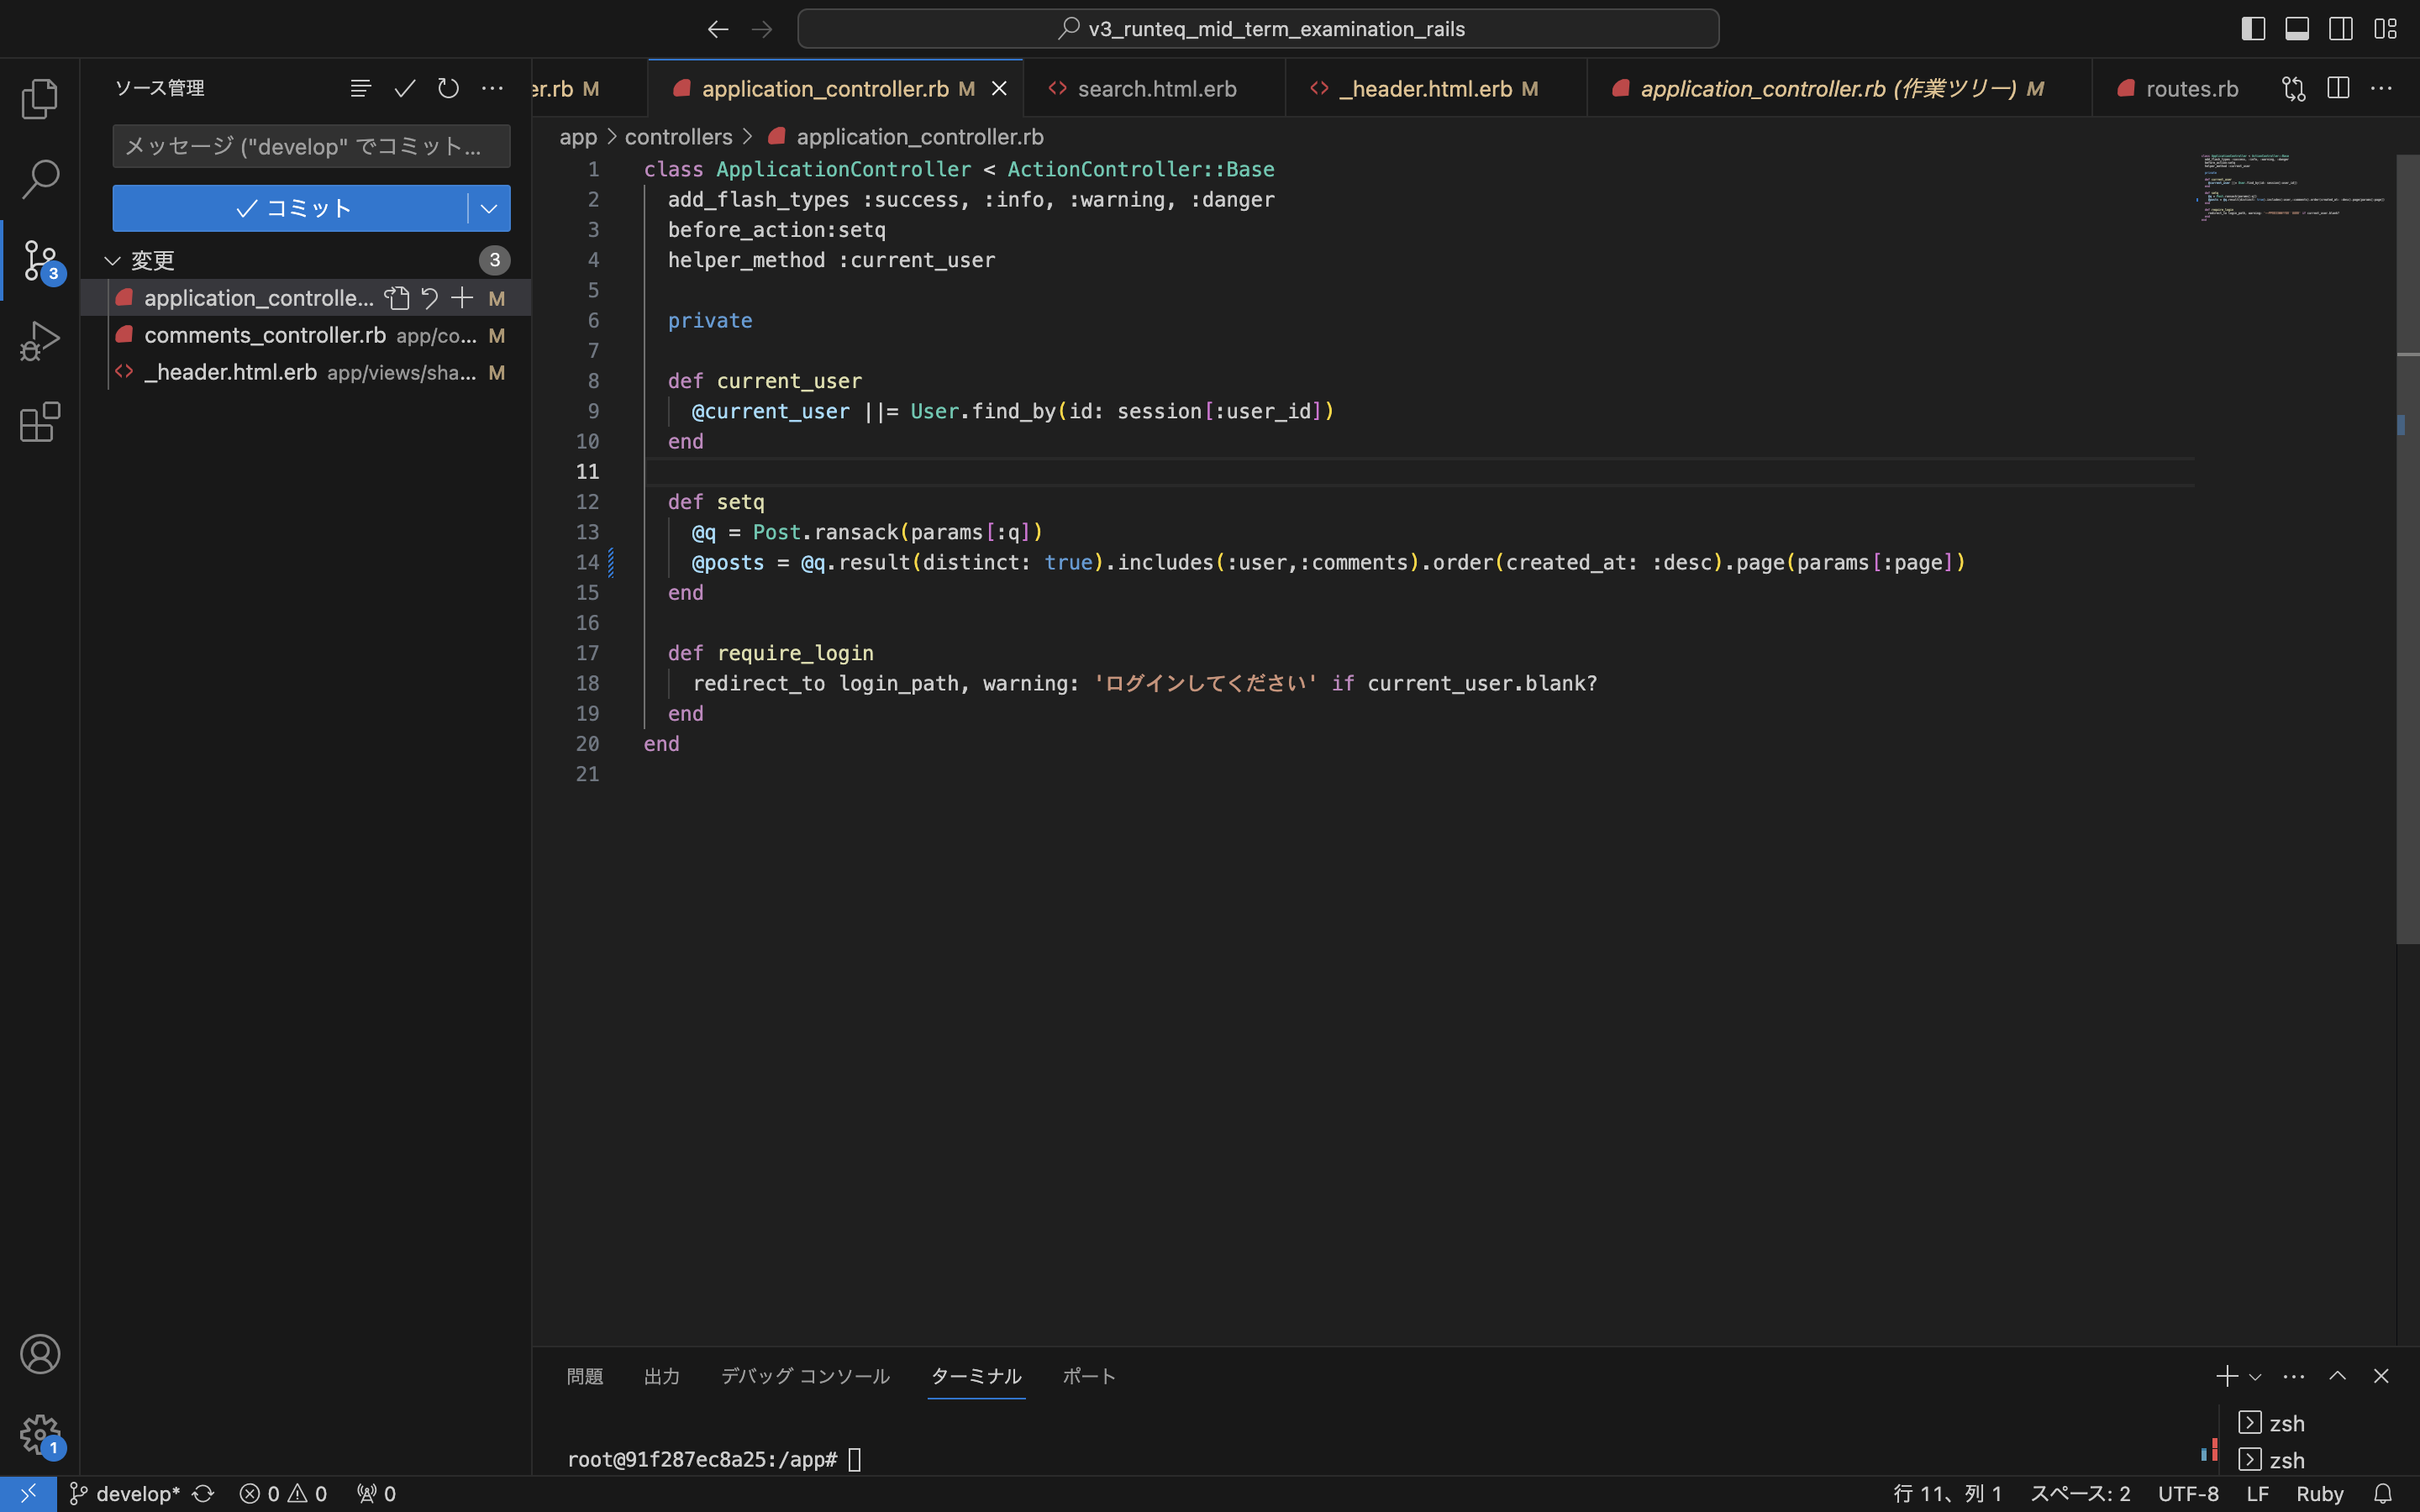 v3_runteq_mid_term_examination_rails
ソース管理
メッセージ ("develop" でコミット...
コミット
変更
3
application_controlle... M
comments_controller.rb app/co... M
_header.html.erb app/views/sha... M
3
1
er.rb M
application_controller.rb M
search.html.erb
_header.html.erb M
application_controller.rb (作業ツリー) M
routes.rb
app > controllers > application_controller.rb
1 class ApplicationController < ActionController::Base
2 add_flash_types :success, :info, :warning, :danger
3 before_action:setq
4 helper_method :current_user
5
6 private
7
8 def current_user
9 @current_user ||= User.find_by(id: session[:user_id])
10 end
11
12 def setq
13 @q = Post.ransack(params[:q])
14 @posts = @q.result(distinct: true).includes(:user,:comments).order(created_at: :desc).page(params[:page])
15 end
16
17 def require_login
18 redirect_to login_path, warning: 'ログインしてください' if current_user.blank?
19 end
20 end
21
問題 出力 デバッグ コンソール ターミナル ポート
root@91f287ec8a25:/app#
zsh
zsh
develop* 0 0 0
行 11、列 1 スペース: 2 UTF-8 LF Ruby